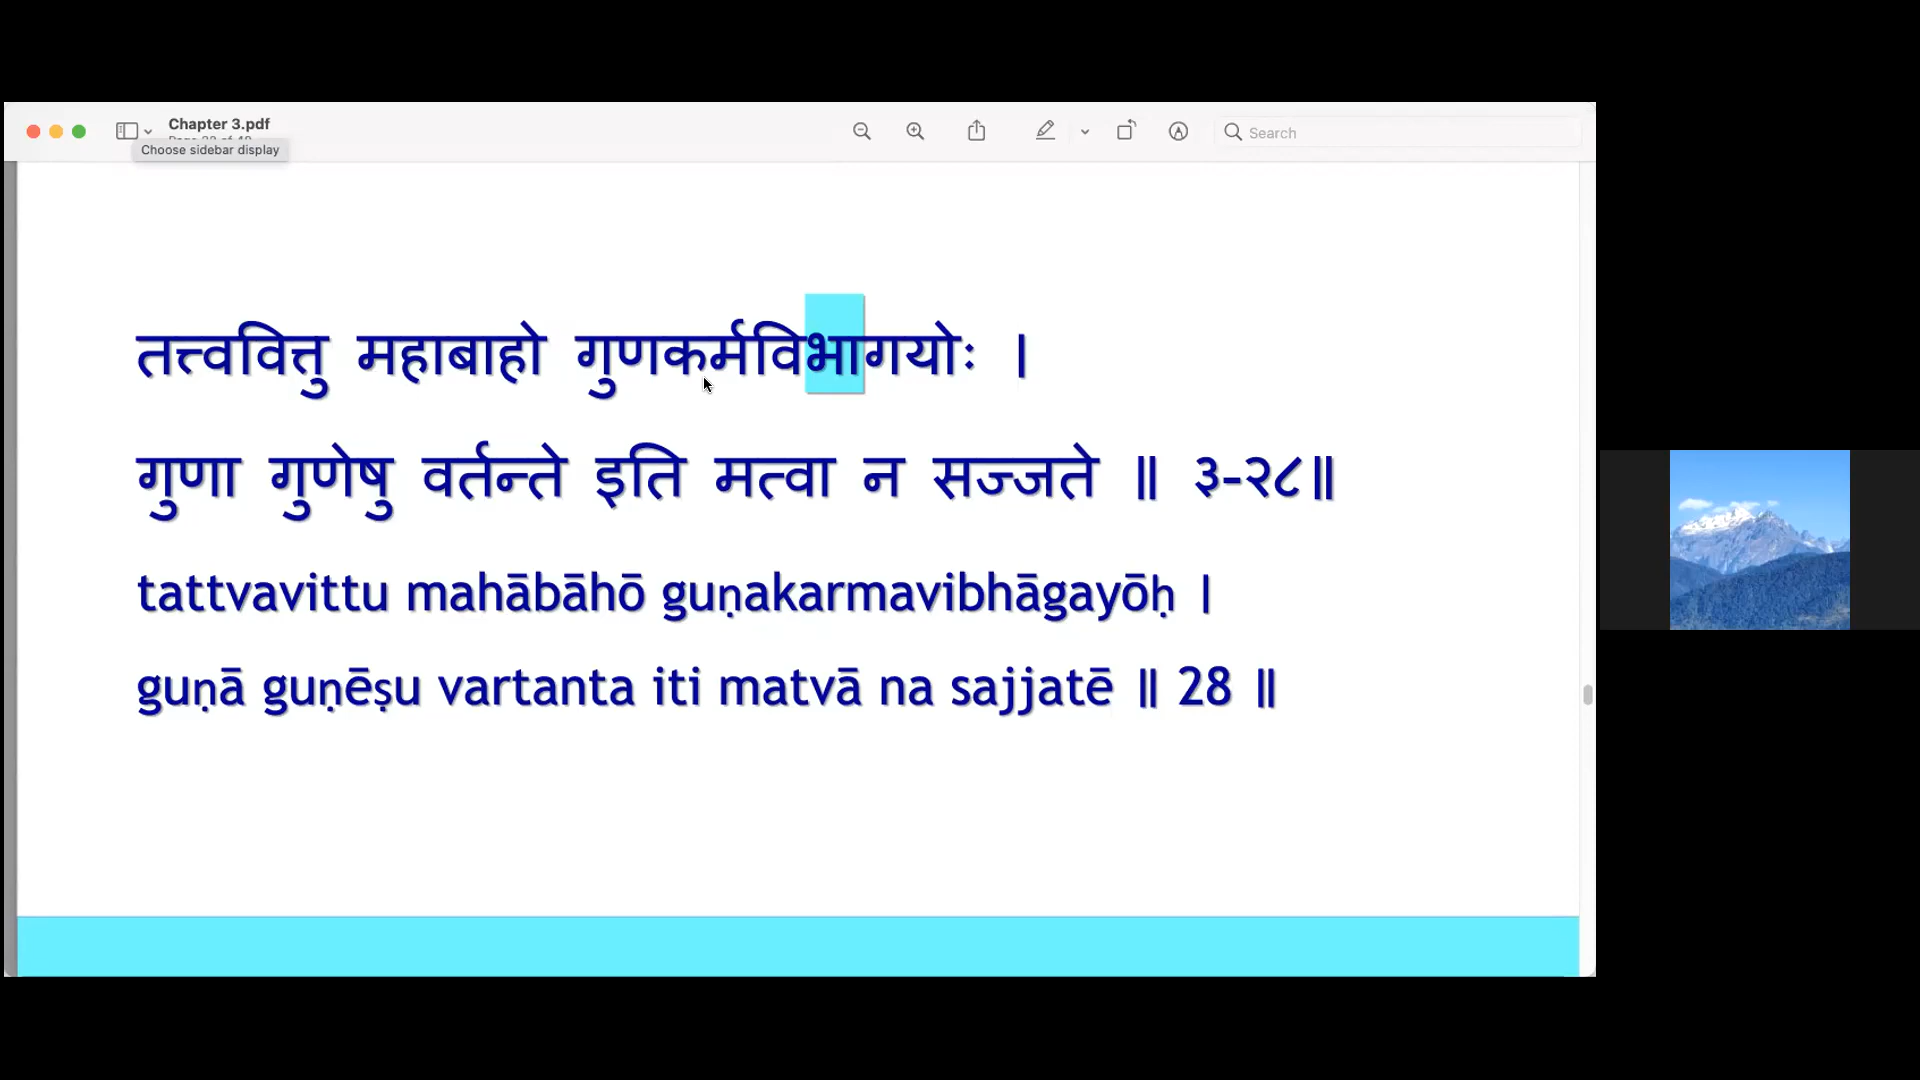 Chapter 3.pdf
Choose sidebar display
Search
तत्त्ववित्तु महाबाहो गुणकर्मविभागयोः ।
गुणा गुणेषु वर्तन्ते इति मत्वा न सज्जते ॥ ३-२८॥
tattvavittu mahābāhō guṇakarmavibhāgayōḥ |
guṇā guṇēṣu vartanta iti matvā na sajjatē || 28 ||